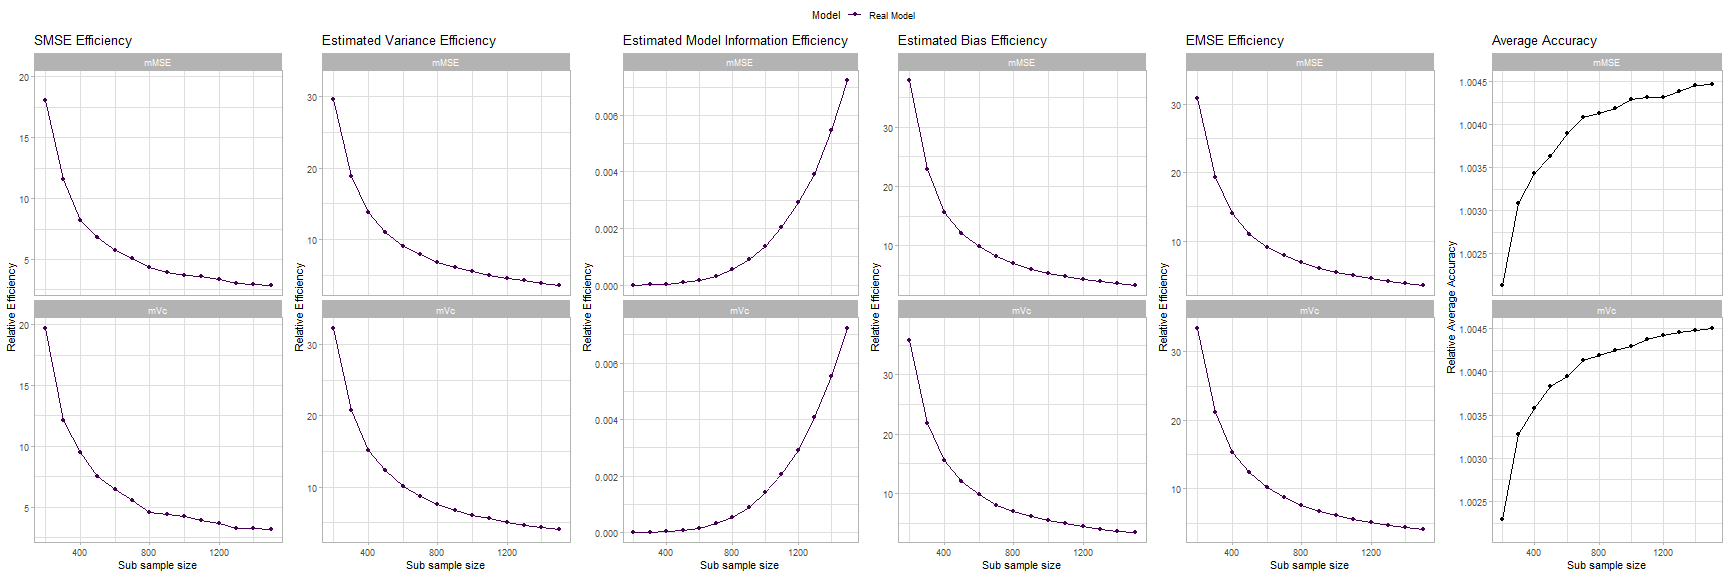 Model Real Model
SMSE Efficiency
Estimated Variance Efficiency
Estimated Model Information Efficiency
Estimated Bias Efficiency
EMSE Efficiency
Average Accuracy
mMSE
mMSE
mMSE
mMSE
mMSE
mMSE
20
15
10
5
30
20
10
0.006
0.004
0.002
0.000
30
20
10
30
20
10
1.0045
1.0040
1.0035
1.0030
1.0025
Relative Efficiency
Relative Efficiency
Relative Efficiency
Relative Efficiency
Relative Efficiency
Relative Average Accuracy
mVc
mVc
mVc
mVc
mVc
mVc
20
15
10
5
30
20
10
0.006
0.004
0.002
0.000
30
20
10
30
20
10
1.0045
1.0040
1.0035
1.0030
1.0025
400 800 1200
400 800 1200
400 800 1200
400 800 1200
400 800 1200
400 800 1200
Sub sample size
Sub sample size
Sub sample size
Sub sample size
Sub sample size
Sub sample size